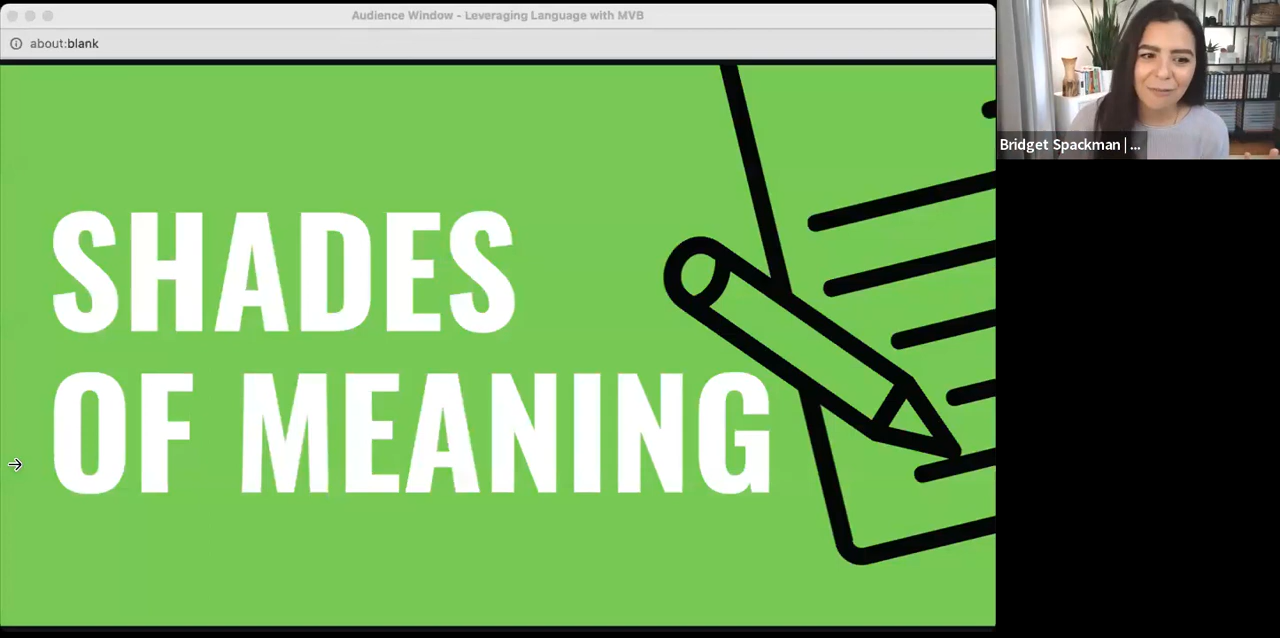 Audience Window - Leveraging Language with MVB
about:blank
SHADES
OF MEANING
Bridget Spackman | ...